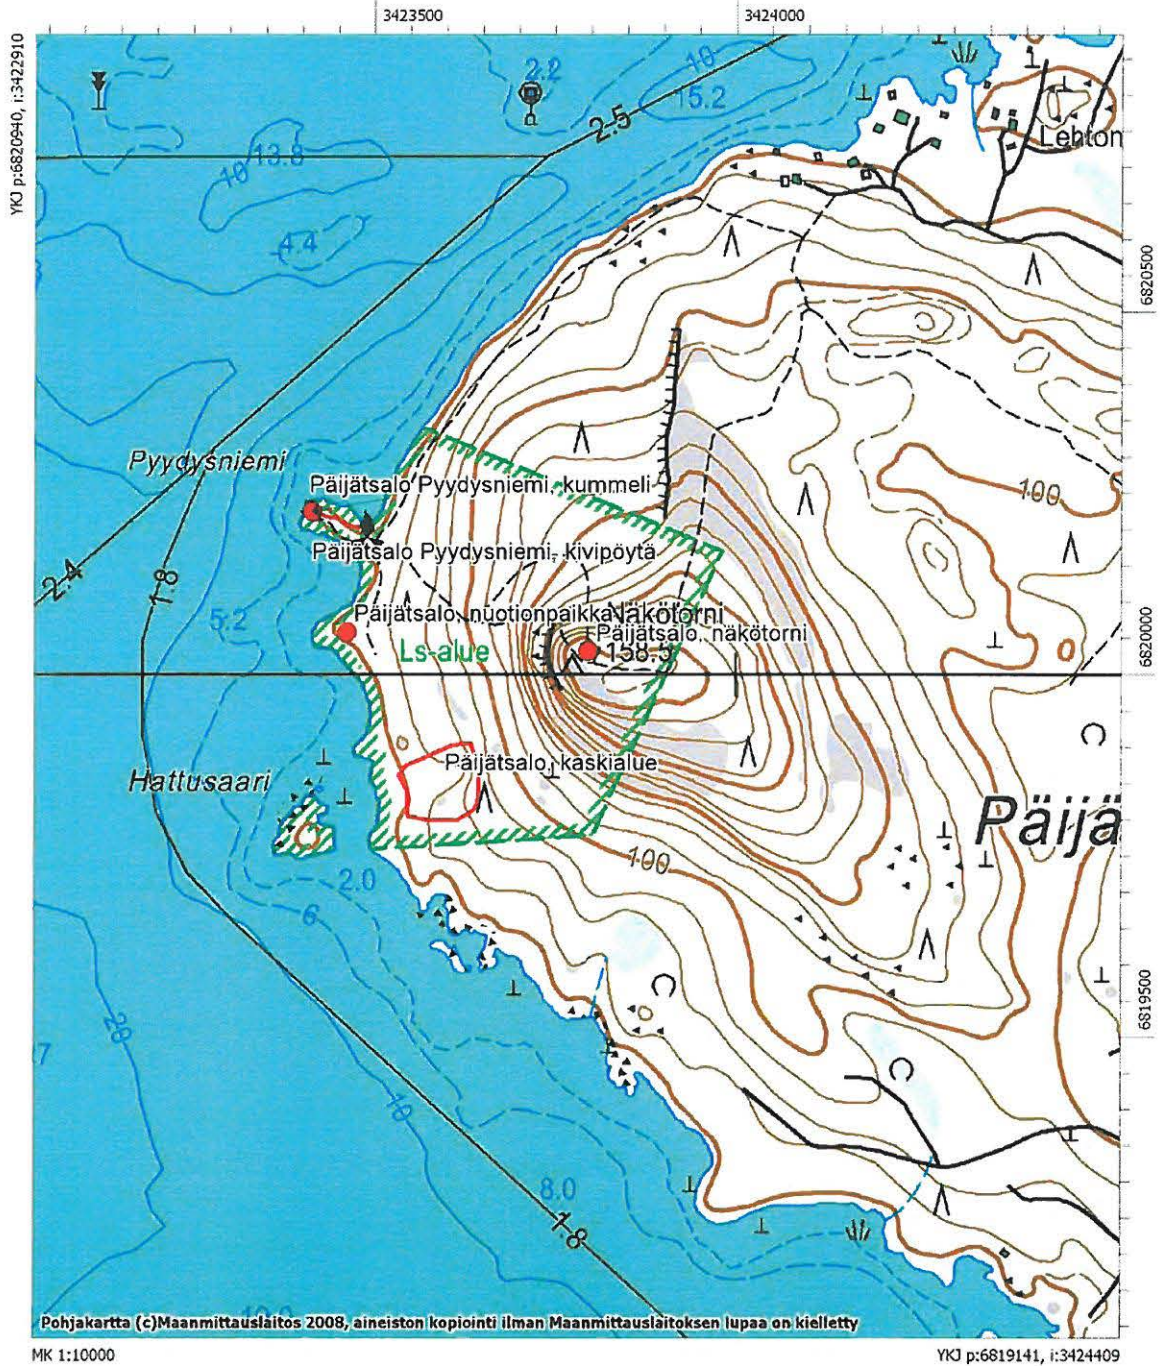 3423500
3424000
YKJ p:6820940, i:3422910
2.2
10
15.2
2.5
Lehton
13.8
10
4.4
6820500
Pyydysniemi
Päijätsalo Pyydysniemi, kummeli
100
Päijätsalo Pyydysniemi, kivipöytä
2.4
1.8
5.2
Päijätsalo, nuotionpaikka
Näkötorni
Päijätsalo, näkötorni
158.5
Ls-alue
6820000
Hattusaari
Päijätsalo, kaskialue
Päijä
100
2.0
6
6819500
20
7
10
8.0
1.8
Pohjakartta (c)Maanmittauslaitos 2008, aineiston kopiointi ilman Maanmittauslaitoksen lupaa on kielletty
MK 1:10000
YKJ p:6819141, i:3424409